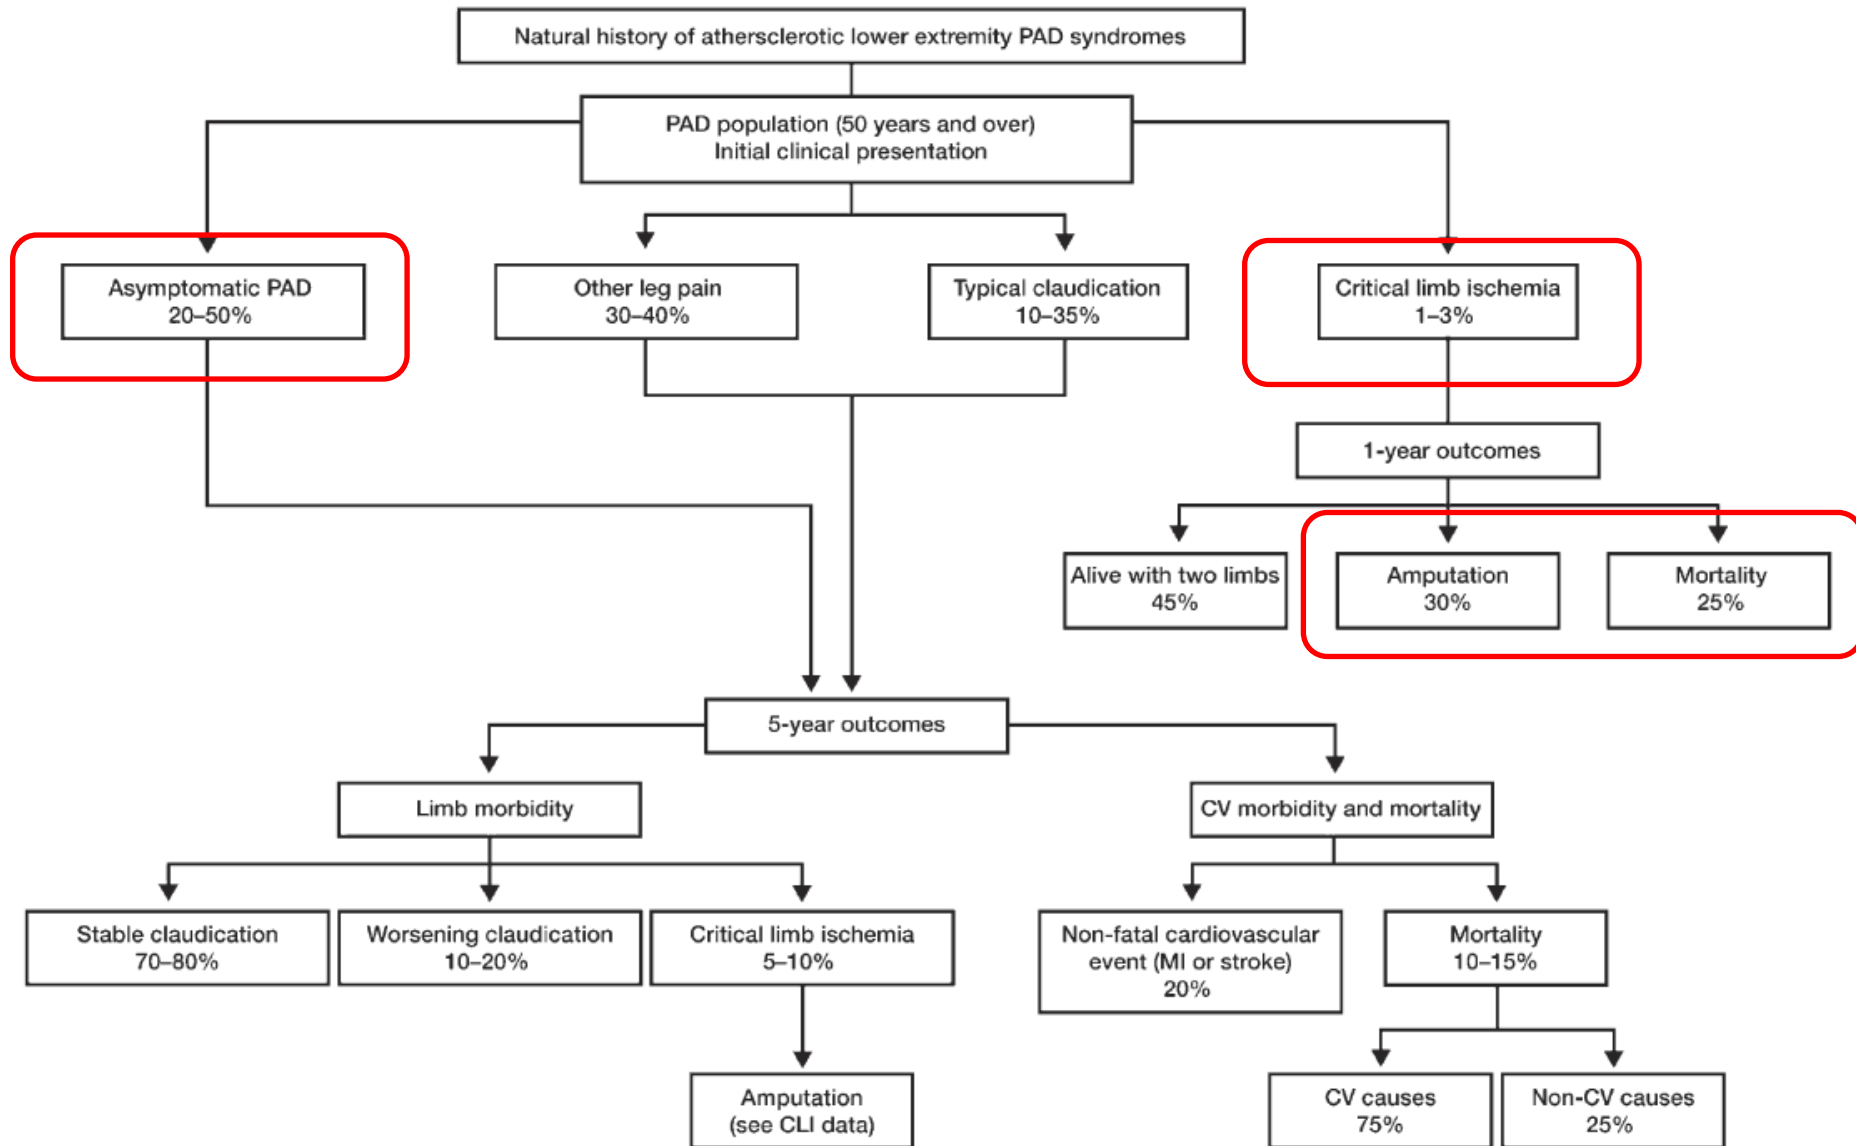 Natural history of athersclerotic lower extremity PAD syndromes
PAD population (50 years and over)
Initial clinical presentation
Asymptomatic PAD
20–50%
Other leg pain
30–40%
Typical claudication
10–35%
Critical limb ischemia
1–3%
1-year outcomes
Alive with two limbs
45%
Amputation
30%
Mortality
25%
5-year outcomes
Limb morbidity
CV morbidity and mortality
Stable claudication
70–80%
Worsening claudication
10–20%
Critical limb ischemia
5–10%
Non-fatal cardiovascular
event (MI or stroke)
20%
Mortality
10–15%
Amputation
(see CLI data)
CV causes
75%
Non-CV causes
25%